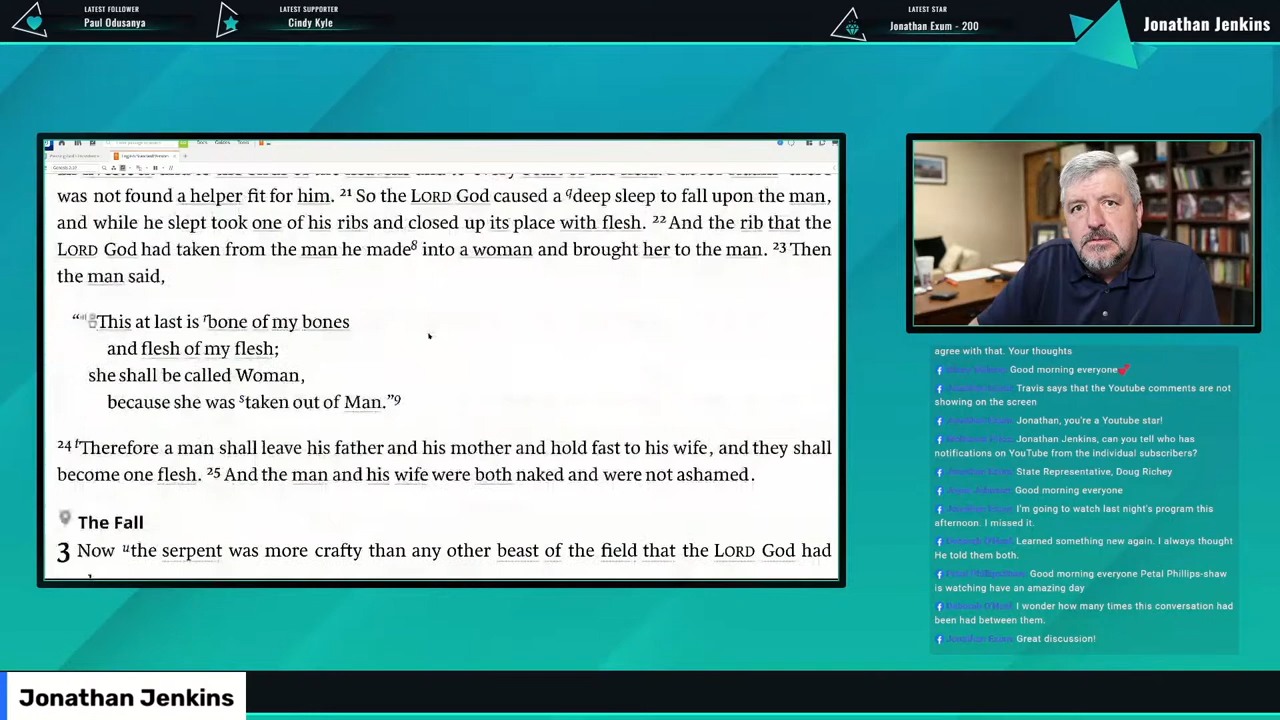 LATEST FOLLOWER
Paul Odusanya
LATEST SUPPORTER
Cindy Kyle
LATEST STAR
Jonathan Exum - 200
Jonathan Jenkins
was not found a helper fit for him. 21 So the LORD God caused a qdeep sleep to fall upon the man,
and while he slept took one of his ribs and closed up its place with flesh. 22 And the rib that the
LORD God had taken from the man he made8 into a woman and brought her to the man. 23 Then
the man said,
“This at last is rbone of my bones
and flesh of my flesh;
she shall be called Woman,
because she was staken out of Man.”9
24 tTherefore a man shall leave his father and his mother and hold fast to his wife, and they shall
become one flesh. 25 And the man and his wife were both naked and were not ashamed.
The Fall
3 Now uthe serpent was more crafty than any other beast of the field that the LORD God had
agree with that. Your thoughts
Good morning everyone💕
Travis says that the Youtube comments are not
showing on the screen
Jonathan, you're a Youtube star!
Jonathan Jenkins, can you tell who has
notifications on YouTube from the individual subscribers?
State Representative, Doug Richey
Good morning everyone
I'm going to watch last night's program this
afternoon. I missed it.
Learned something new again. I always thought
He told them both.
Good morning everyone Petal Phillips-shaw
is watching have an amazing day
I wonder how many times this conversation had
been had between them.
Great discussion!
Jonathan Jenkins